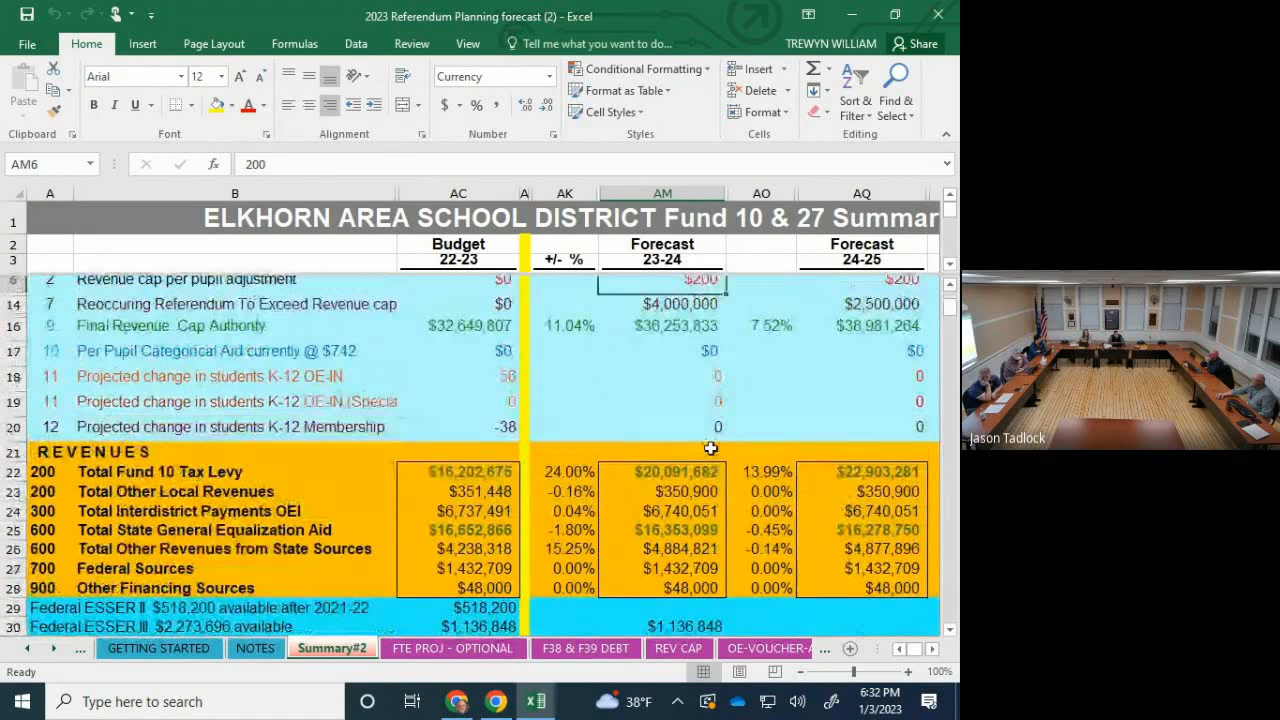 2023 Referendum Planning forecast (2) - Excel
File Home Insert Page Layout Formulas Data Review View Tell me what you want to do... TREWYN WILLIAM Share
Paste Arial 12 Currency Conditional Formatting Insert
B I U $ % Format as Table Delete Sort & Find &
Cell Styles Format Filter Select
Clipboard Font Alignment Number Styles Cells Editing
AM6 fx 200
A B AC A AK AM AO AQ
1 ELKHORN AREA SCHOOL DISTRICT Fund 10 & 27 Summar
2 Budget Forecast Forecast
3 22-23 +/- % 23-24 24-25
6 2 Revenue cap per pupil adjustment $0 $200 $200
14 7 Reoccuring Referendum To Exceed Revenue cap $0 $4,000,000 $2,500,000
16 9 Final Revenue Cap Authority $32,649,807 11.04% $36,253,833 7.52% $38,981,264
17 10 Per Pupil Categorical Aid currently @ $742 $0 $0 $0
18 11 Projected change in students K-12 OE-IN 56 0 0
19 11 Projected change in students K-12 OE-IN (Specia 0 0 0
20 12 Projected change in students K-12 Membership -38 0 0
21 REVENUES
22 200 Total Fund 10 Tax Levy $16,202,675 24.00% $20,091,682 13.99% $22,903,281
23 200 Total Other Local Revenues $351,448 -0.16% $350,900 0.00% $350,900
24 300 Total Interdistrict Payments OEI $6,737,491 0.04% $6,740,051 0.00% $6,740,051
25 600 Total State General Equalization Aid $16,652,866 -1.80% $16,353,099 -0.45% $16,278,750
26 600 Total Other Revenues from State Sources $4,238,318 15.25% $4,884,821 -0.14% $4,877,896
27 700 Federal Sources $1,432,709 0.00% $1,432,709 0.00% $1,432,709
28 900 Other Financing Sources $48,000 0.00% $48,000 0.00% $48,000
29 Federal ESSER II $518,200 available after 2021-22 $518,200
30 Federal ESSER III $2,273,696 available $1,136,848 $1,136,848
... GETTING STARTED NOTES Summary#2 FTE PROJ - OPTIONAL F38 & F39 DEBT REV CAP OE-VOUCHER-A ...
Ready 100%
Type here to search 38°F 6:32 PM
1/3/2023
Jason Tadlock